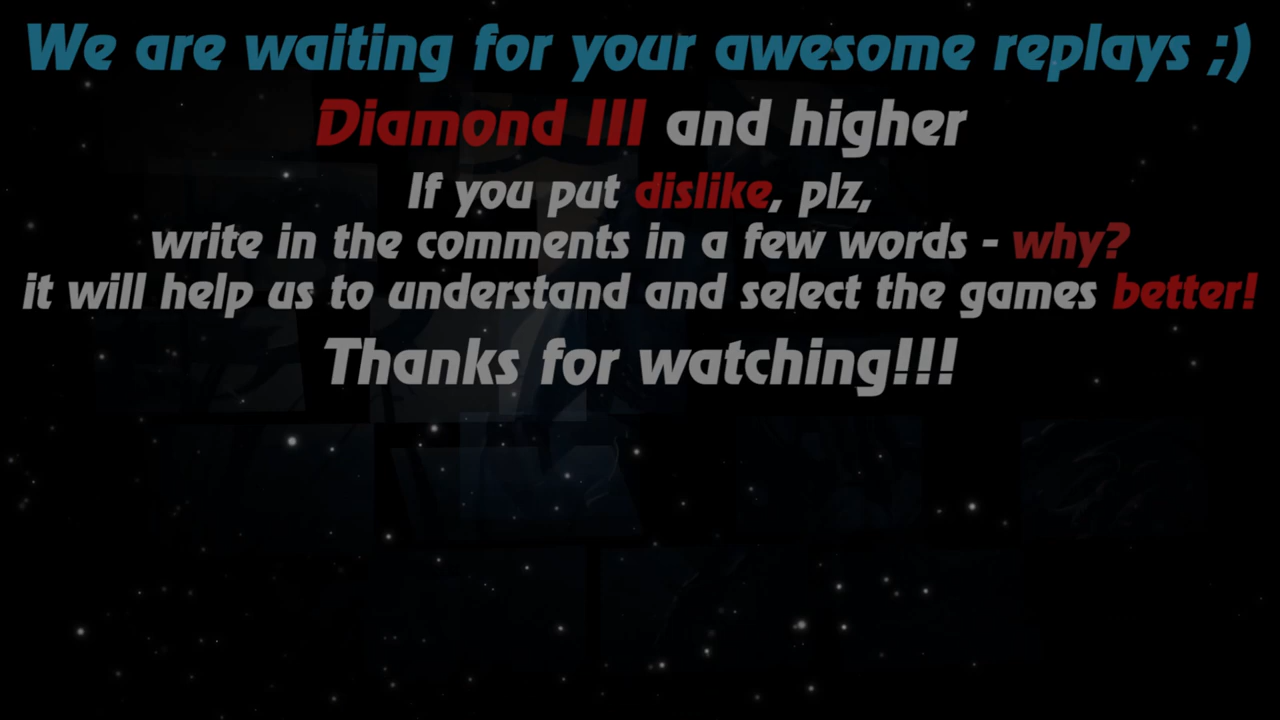 We are waiting for your awesome replays ;)
Diamond III and higher
If you put dislike, plz,
write in the comments in a few words - why?
it will help us to understand and select the games better!
Thanks for watching!!!